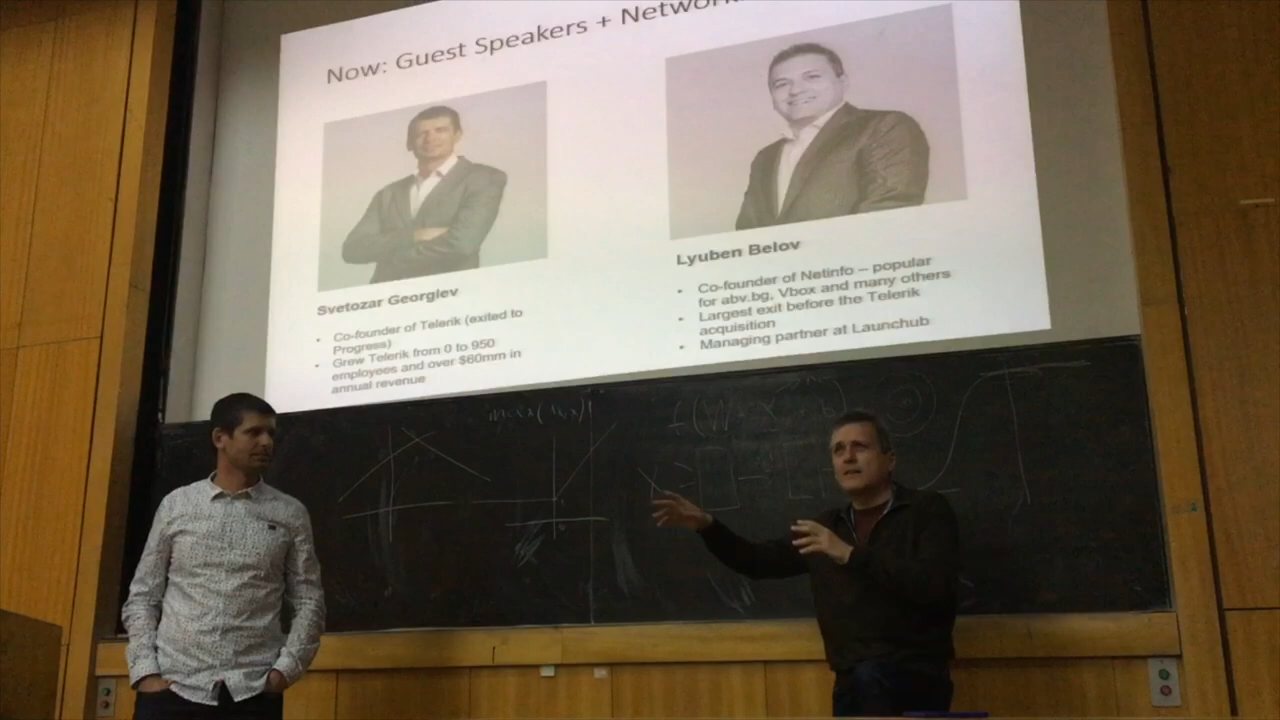 Now: Guest Speakers +
Svetozar Georgiev
• Co-founder of Telerik (exited to
Progress)
• Grew Telerik from 0 to 950
employees and over $60mm in
annual revenue
Lyuben Belov
• Co-founder of Netinfo – popular
for abv.bg, Vbox and many others
• Largest exit before the Telerik
acquisition
• Managing partner at Launchub